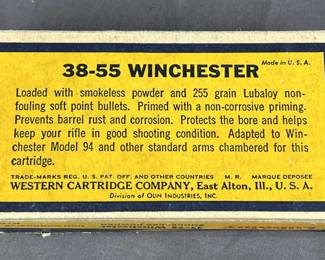 Made in U. S. A.
38-55 WINCHESTER
Loaded with smokeless powder and 255 grain Lubaloy non-
fouling soft point bullets. Primed with a non-corrosive priming.
Prevents barrel rust and corrosion. Protects the bore and helps
keep your rifle in good shooting condition. Adapted to Win-
chester Model 94 and other standard arms chambered for this
cartridge.
TRADE-MARKS REG. U. S. PAT. OFF. AND OTHER COUNTRIES M. R. MARQUE DEPOSEE
WESTERN CARTRIDGE COMPANY, East Alton, Ill., U. S. A.
Division of OLIN INDUSTRIES, INC.